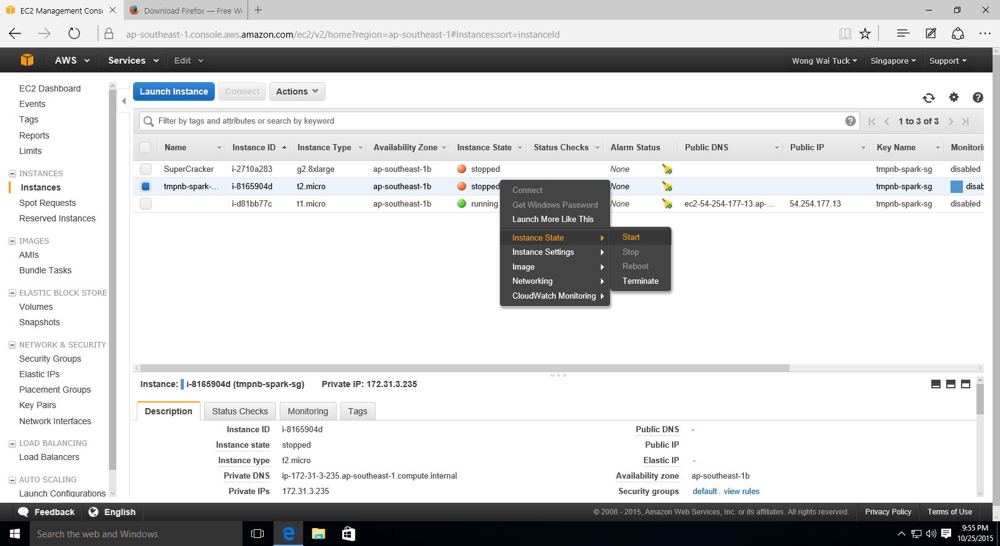 EC2 Management Cons
Download Firefox — Free W
ap-southeast-1.console.aws.amazon.com/ec2/v2/home?region=ap-southeast-1#Instances:sort=instanceId
AWS Services Edit Wong Wai Tuck Singapore Support
EC2 Dashboard
Events
Tags
Reports
Limits
INSTANCES
Instances
Spot Requests
Reserved Instances
IMAGES
AMIs
Bundle Tasks
ELASTIC BLOCK STORE
Volumes
Snapshots
NETWORK & SECURITY
Security Groups
Elastic IPs
Placement Groups
Key Pairs
Network Interfaces
LOAD BALANCING
Load Balancers
AUTO SCALING
Launch Configurations
Launch Instance Connect Actions
Filter by tags and attributes or search by keyword 1 to 3 of 3
Name Instance ID Instance Type Availability Zone Instance State Status Checks Alarm Status Public DNS Public IP Key Name Monitori
SuperCracker i-2710a283 g2.8xlarge ap-southeast-1b stopped None tmpnb-spark-sg disabled
tmpnb-spark-... i-8165904d t2.micro ap-southeast-1b stopped None tmpnb-spark-sg disab
i-d81bb77c t1.micro ap-southeast-1b running None ec2-54-254-177-13.ap-... 54.254.177.13 tmpnb-spark-sg disabled
Connect
Get Windows Password
Launch More Like This
Instance State
Instance Settings
Image
Networking
CloudWatch Monitoring
Start
Stop
Reboot
Terminate
Instance: i-8165904d (tmpnb-spark-sg) Private IP: 172.31.3.235
Description Status Checks Monitoring Tags
Instance ID i-8165904d Public DNS -
Instance state stopped Public IP
Instance type t2.micro Elastic IP -
Private DNS ip-172-31-3-235.ap-southeast-1.compute.internal Availability zone ap-southeast-1b
Private IPs 172.31.3.235 Security groups default. view rules
Feedback English © 2008 - 2015, Amazon Web Services, Inc. or its affiliates. All rights reserved. Privacy Policy Terms of Use
Search the web and Windows
9:55 PM
10/25/2015